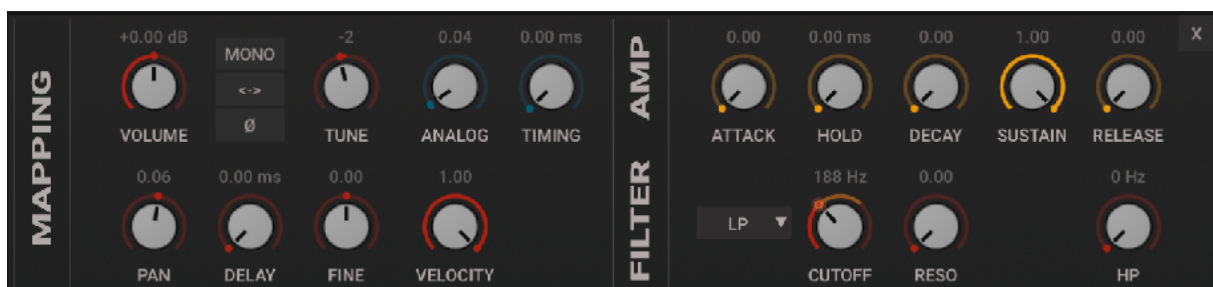 MAPPING
+0.00 dB
MONO
<->
Ø
VOLUME
-2
TUNE
0.04
ANALOG
0.00 ms
TIMING
0.06
PAN
0.00 ms
DELAY
0.00
FINE
1.00
VELOCITY
AMP
0.00
ATTACK
0.00 ms
HOLD
0.00
DECAY
1.00
SUSTAIN
0.00
RELEASE
X
FILTER
LP ▼
188 Hz
CUTOFF
0.00
RESO
0 Hz
HP